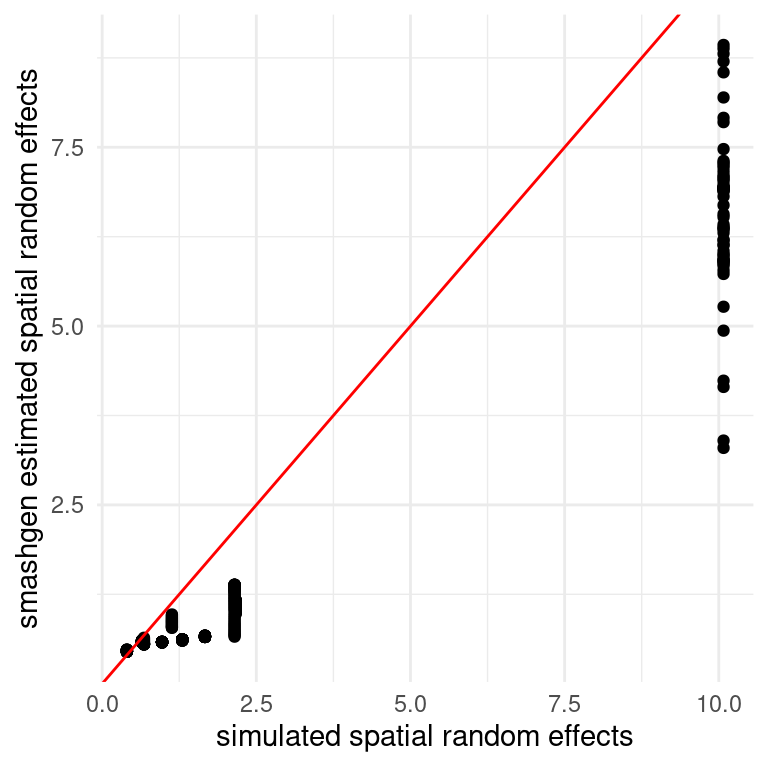 smashgen estimated spatial random effects
7.5
5.0
2.5
0.0 2.5 5.0 7.5 10.0
simulated spatial random effects